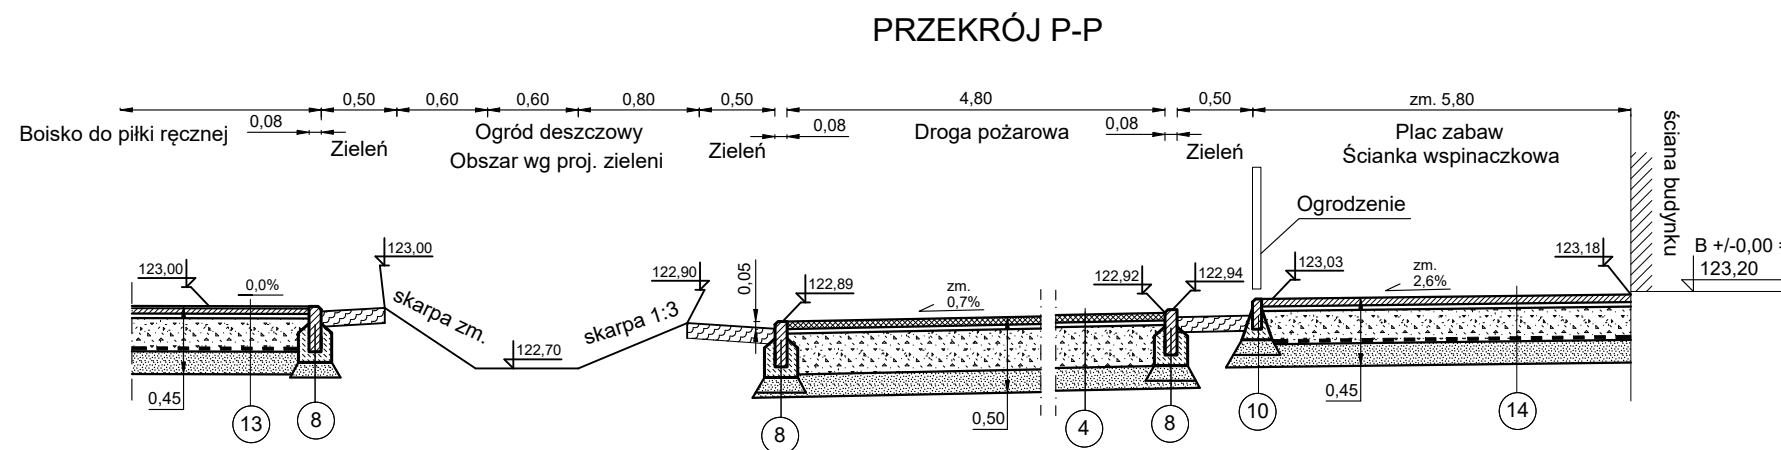 PRZEKRÓJ P-P
0,50
0,60
0,60
0,80
0,50
4,80
0,50
zm. 5,80
Boisko do piłki ręcznej
0,08
Zieleń
Ogród deszczowy
Obszar wg proj. zieleni
Zieleń
0,08
Droga pożarowa
0,08
Zieleń
Plac zabaw
Ścianka wspinaczkowa
ściana budynku
Ogrodzenie
123,00
0,0%
123,00
skarpa zm.
122,70
skarpa 1:3
122,90
0,05
122,89
zm.
0,7%
122,92
122,94
123,03
zm.
2,6%
123,18
B +/-0,00 =
123,20
0,45
13
8
8
0,50
4
8
10
0,45
14